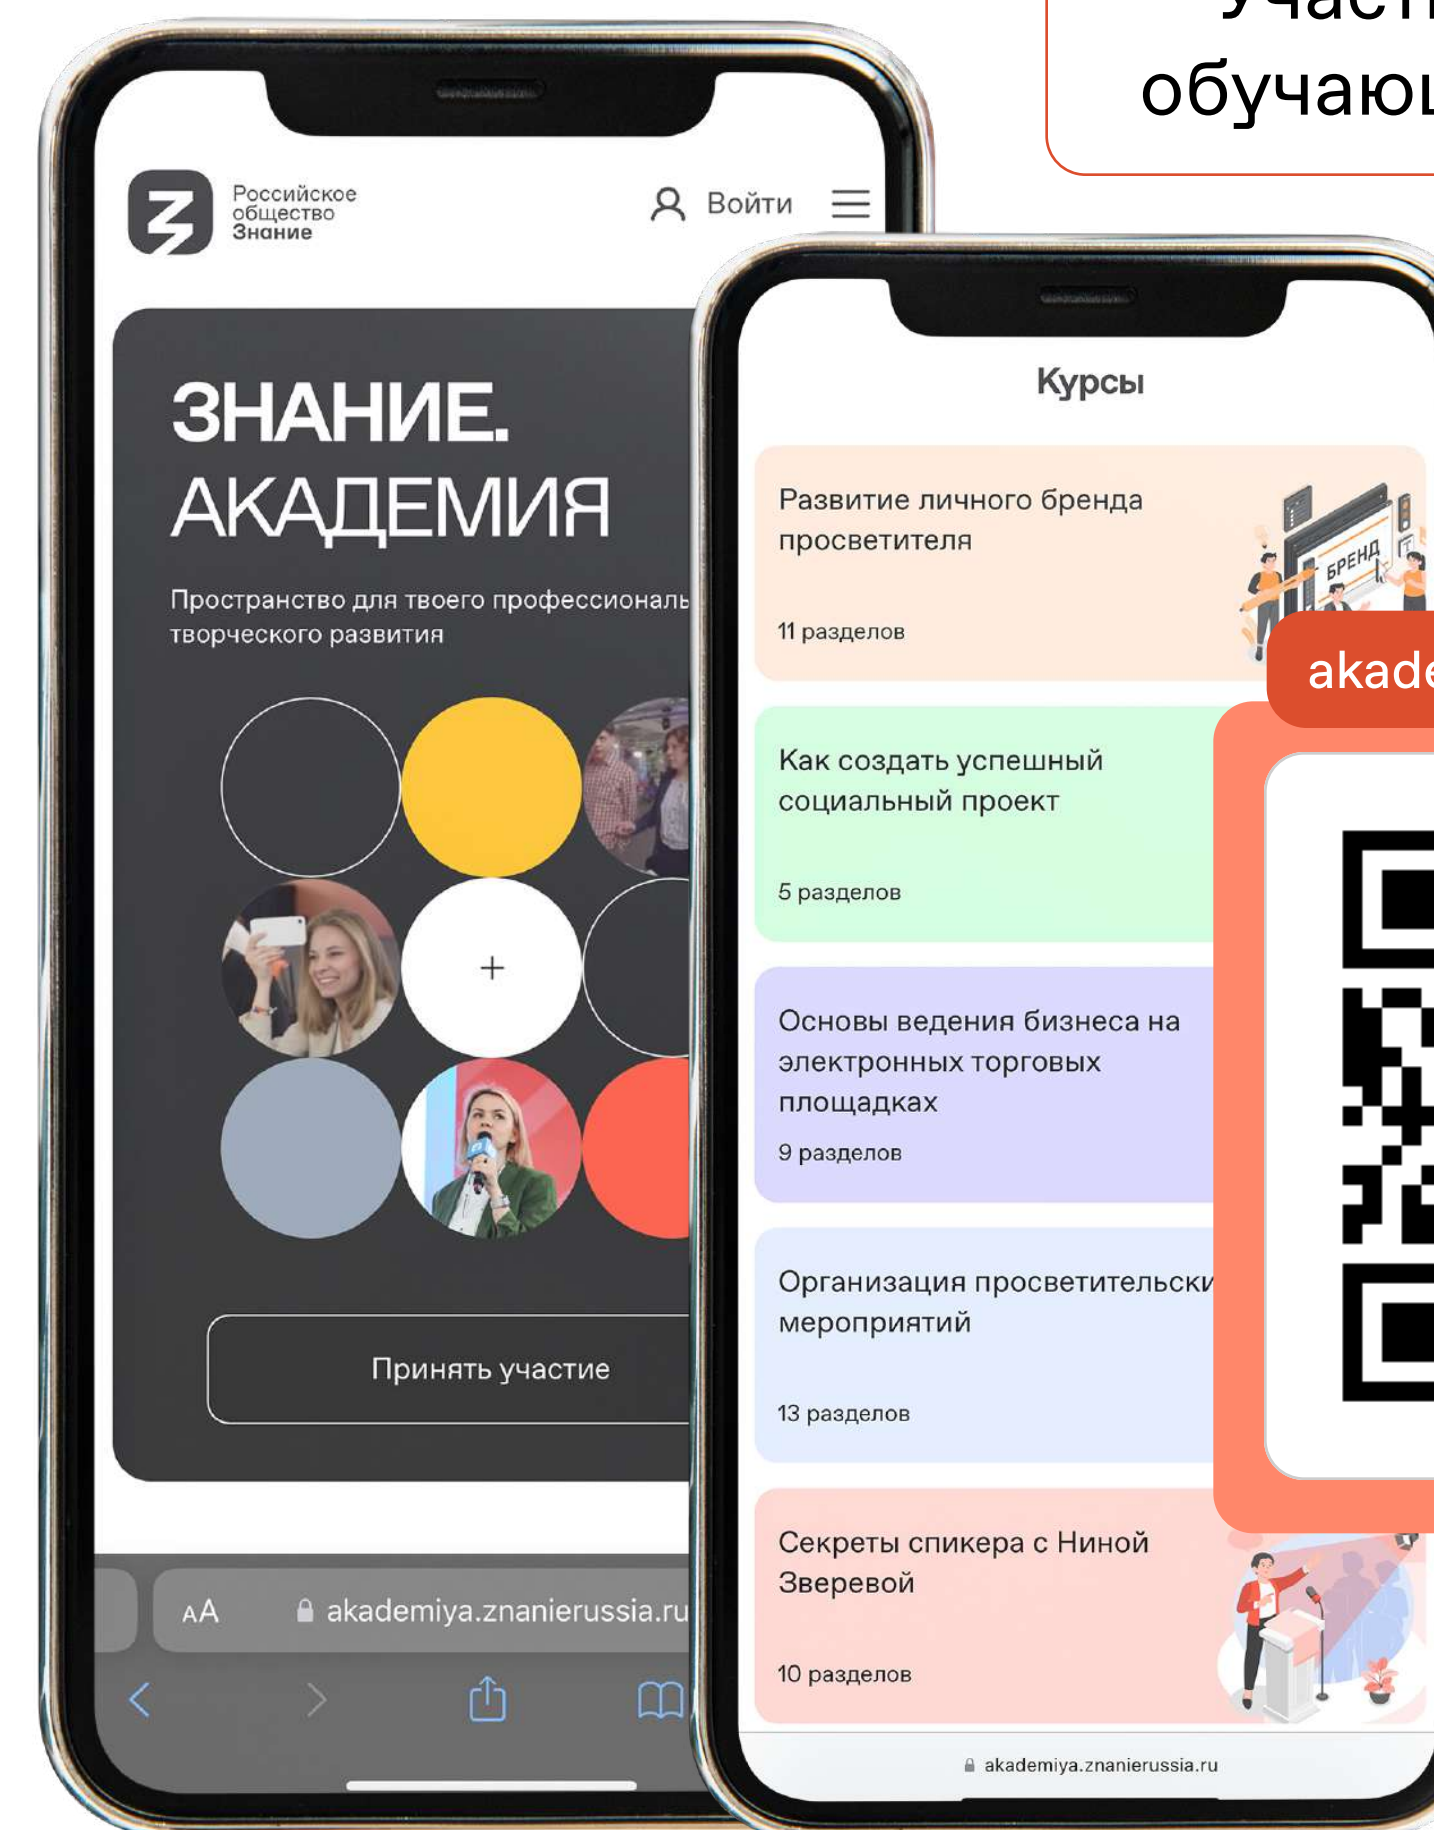 обучающ
Российское
общество
Знание
Войти
ЗНАНИЕ.
АКАДЕМИЯ
Пространство для твоего профессиональ
творческого развития
+
Принять участие
AA
akademiya.znanierussia.ru
Курсы
Развитие личного бренда
просветителя
11 разделов
БРЕНД
Как создать успешный
социальный проект
5 разделов
Основы ведения бизнеса на
электронных торговых
площадках
9 разделов
Организация просветительски
мероприятий
13 разделов
Секреты спикера с Ниной
Зверевой
10 разделов
akademiya.znanierussia.ru
akade